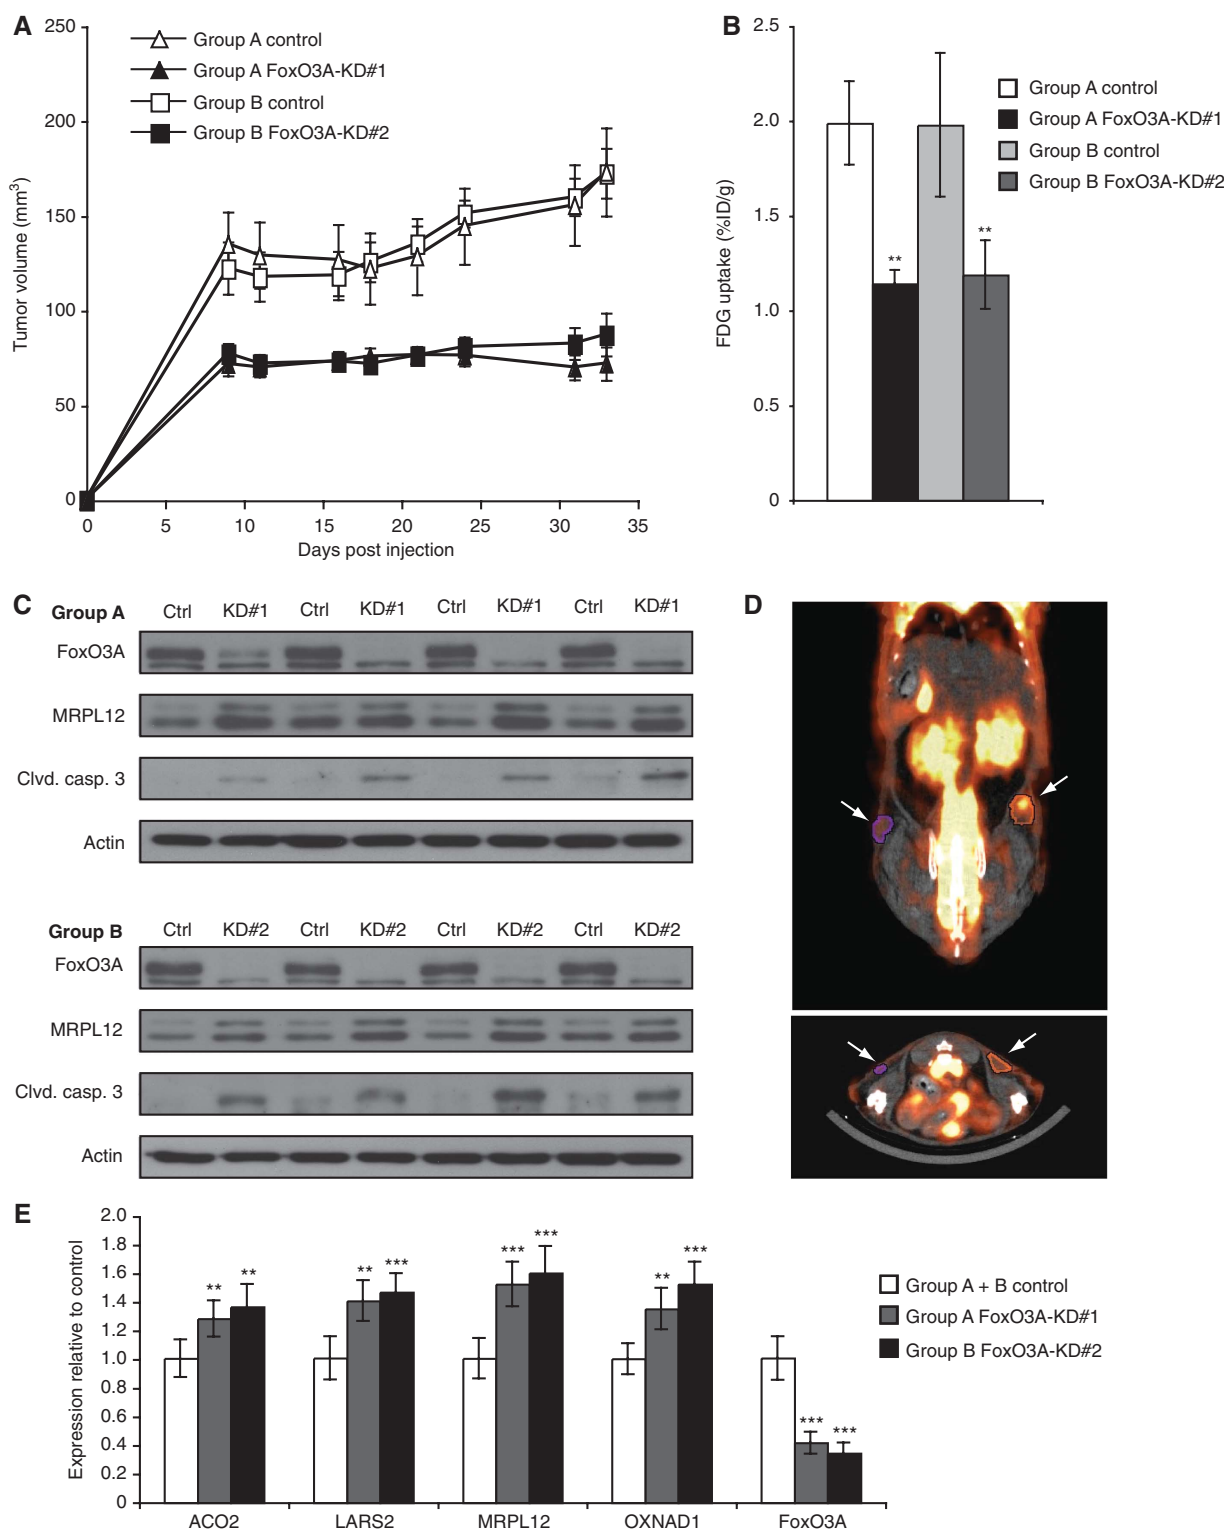 A
250
200
150
100
50
0
Tumor volume (mm³)
0 5 10 15 20 25 30 35
Days post injection
Group A control
Group A FoxO3A-KD#1
Group B control
Group B FoxO3A-KD#2
B
2.5
2.0
1.5
1.0
0.5
0
FDG uptake (%ID/g)
**
**
Group A control
Group A FoxO3A-KD#1
Group B control
Group B FoxO3A-KD#2
C
Group A Ctrl KD#1 Ctrl KD#1 Ctrl KD#1 Ctrl KD#1
FoxO3A
MRPL12
Clvd. casp. 3
Actin
Group B Ctrl KD#2 Ctrl KD#2 Ctrl KD#2 Ctrl KD#2
FoxO3A
MRPL12
Clvd. casp. 3
Actin
D
E
2.0
1.8
1.6
1.4
1.2
1.0
0.8
0.6
0.4
0.2
0
Expression relative to control
** ** ** *** *** *** ** *** *** ***
ACO2 LARS2 MRPL12 OXNAD1 FoxO3A
Group A + B control
Group A FoxO3A-KD#1
Group B FoxO3A-KD#2